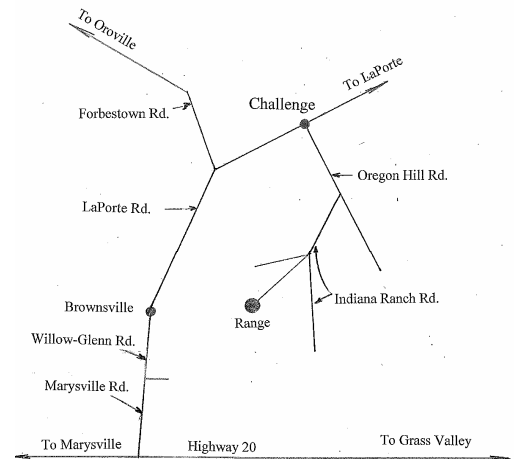 To Oroville
To LaPorte
Challenge
Forbestown Rd.
Oregon Hill Rd.
LaPorte Rd.
Indiana Ranch Rd.
Brownsville
Range
Willow-Glenn Rd.
Marysville Rd.
To Marysville
Highway 20
To Grass Valley